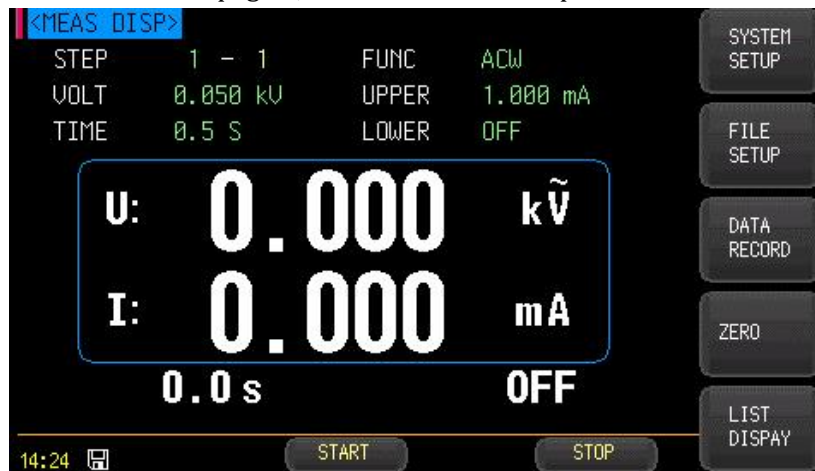 <MEAS DISP>
STEP 1 - 1 FUNC ACW
VOLT 0.050 kV UPPER 1.000 mA
TIME 0.5 S LOWER OFF
U: 0.000 kṼ
I: 0.000 mA
0.0 s OFF
14:24 START STOP
SYSTEM
SETUP
FILE
SETUP
DATA
RECORD
ZERO
LIST
DISPAY